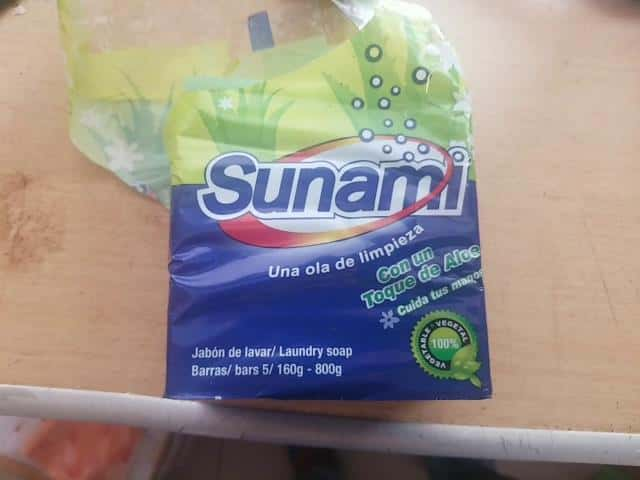 Sunami
Una ola de limpieza
Con un
Toque de Aloe
Cuida tus manos
Jabón de lavar/ Laundry soap
Barras/ bars 5/ 160g - 800g
VEGETABLE • VEGETAL
100%